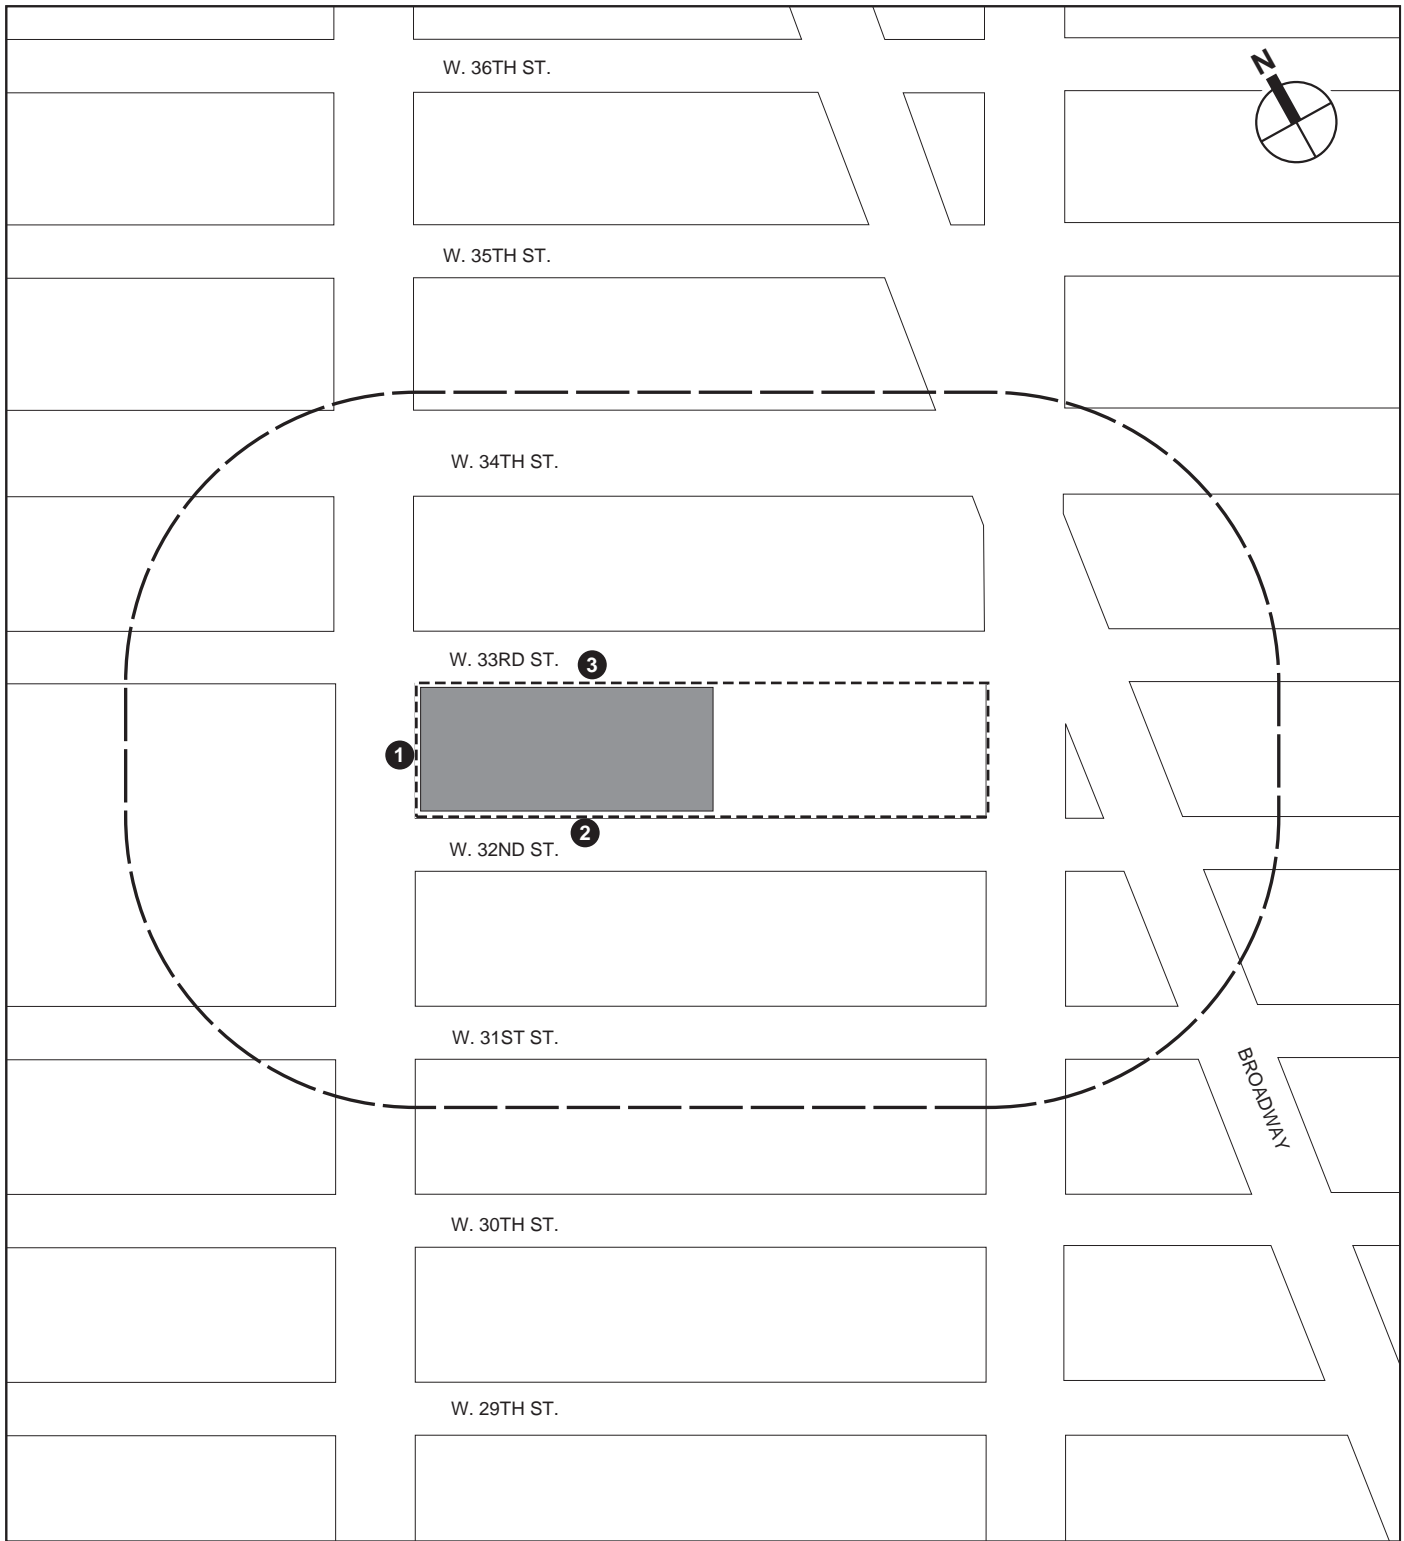 W. 36TH ST.
N
W. 35TH ST.
W. 34TH ST.
W. 33RD ST.
3
1
2
W. 32ND ST.
W. 31ST ST.
BROADWAY
W. 30TH ST.
W. 29TH ST.